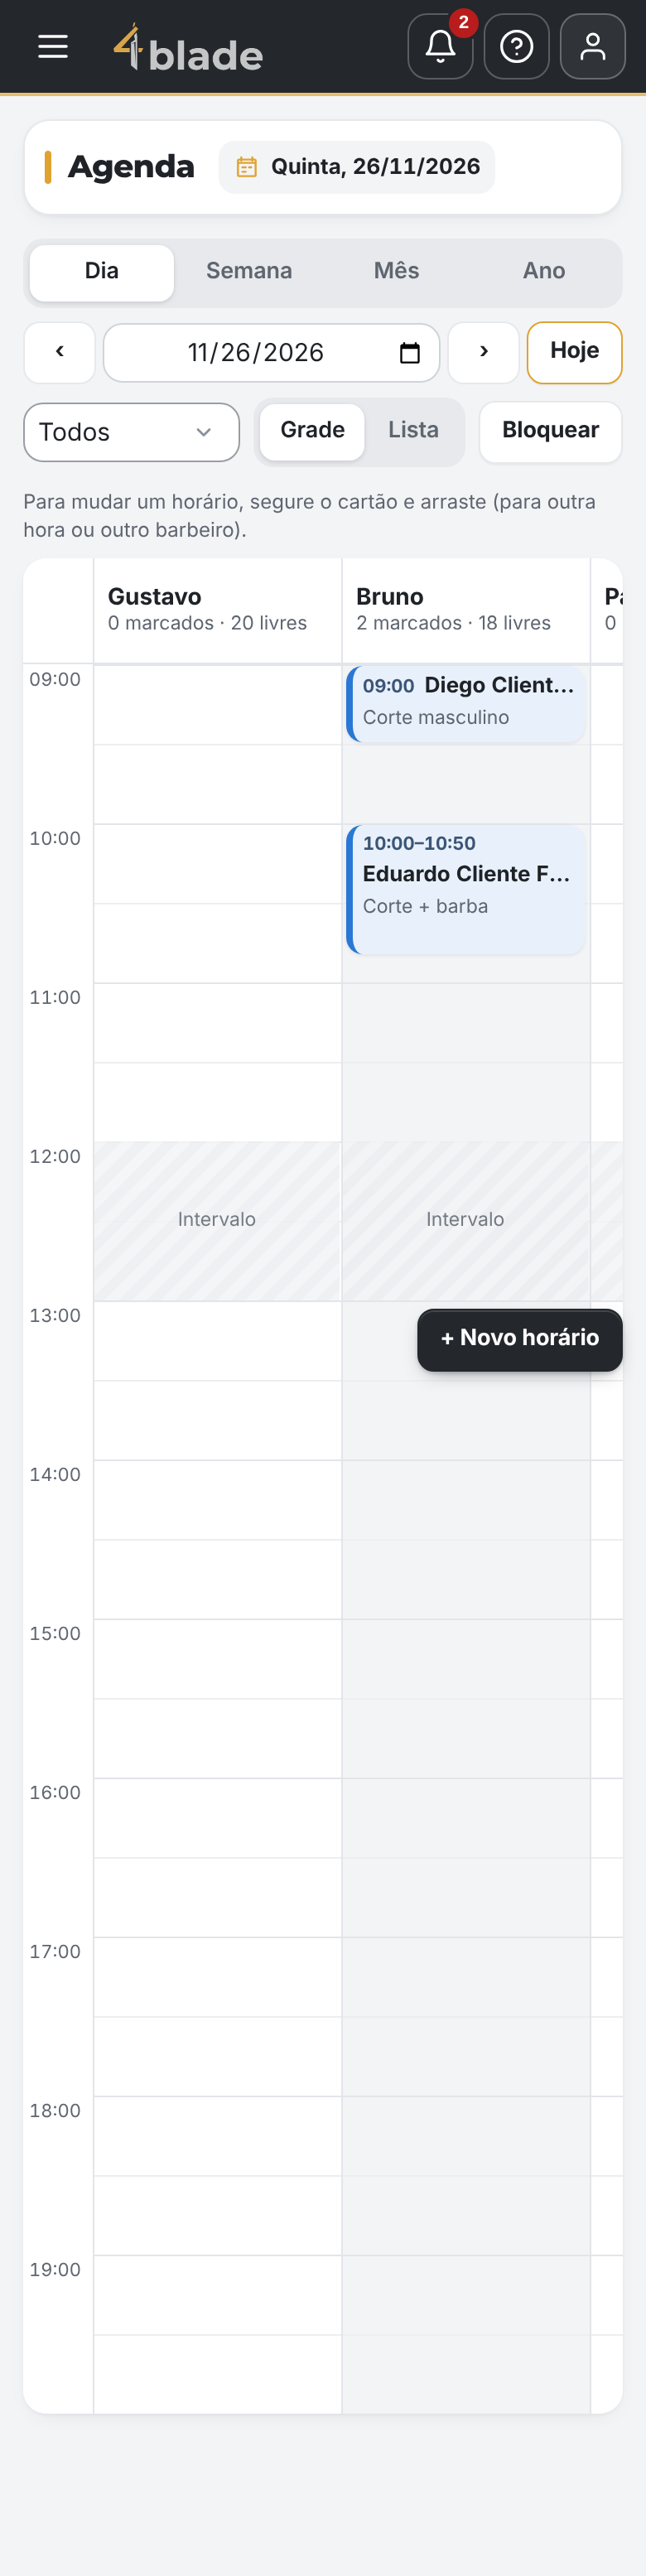 4blade
2
Agenda
Quinta, 26/11/2026
Dia Semana Mês Ano
‹ 11/26/2026 › Hoje
Todos Grade Lista Bloquear
Para mudar um horário, segure o cartão e arraste (para outra
hora ou outro barbeiro).
Gustavo
0 marcados · 20 livres
Bruno
2 marcados · 18 livres
0
09:00
09:00 Diego Client...
Corte masculino
10:00
10:00–10:50
Eduardo Cliente F...
Corte + barba
11:00
12:00
Intervalo Intervalo
13:00
+ Novo horário
14:00
15:00
16:00
17:00
18:00
19:00